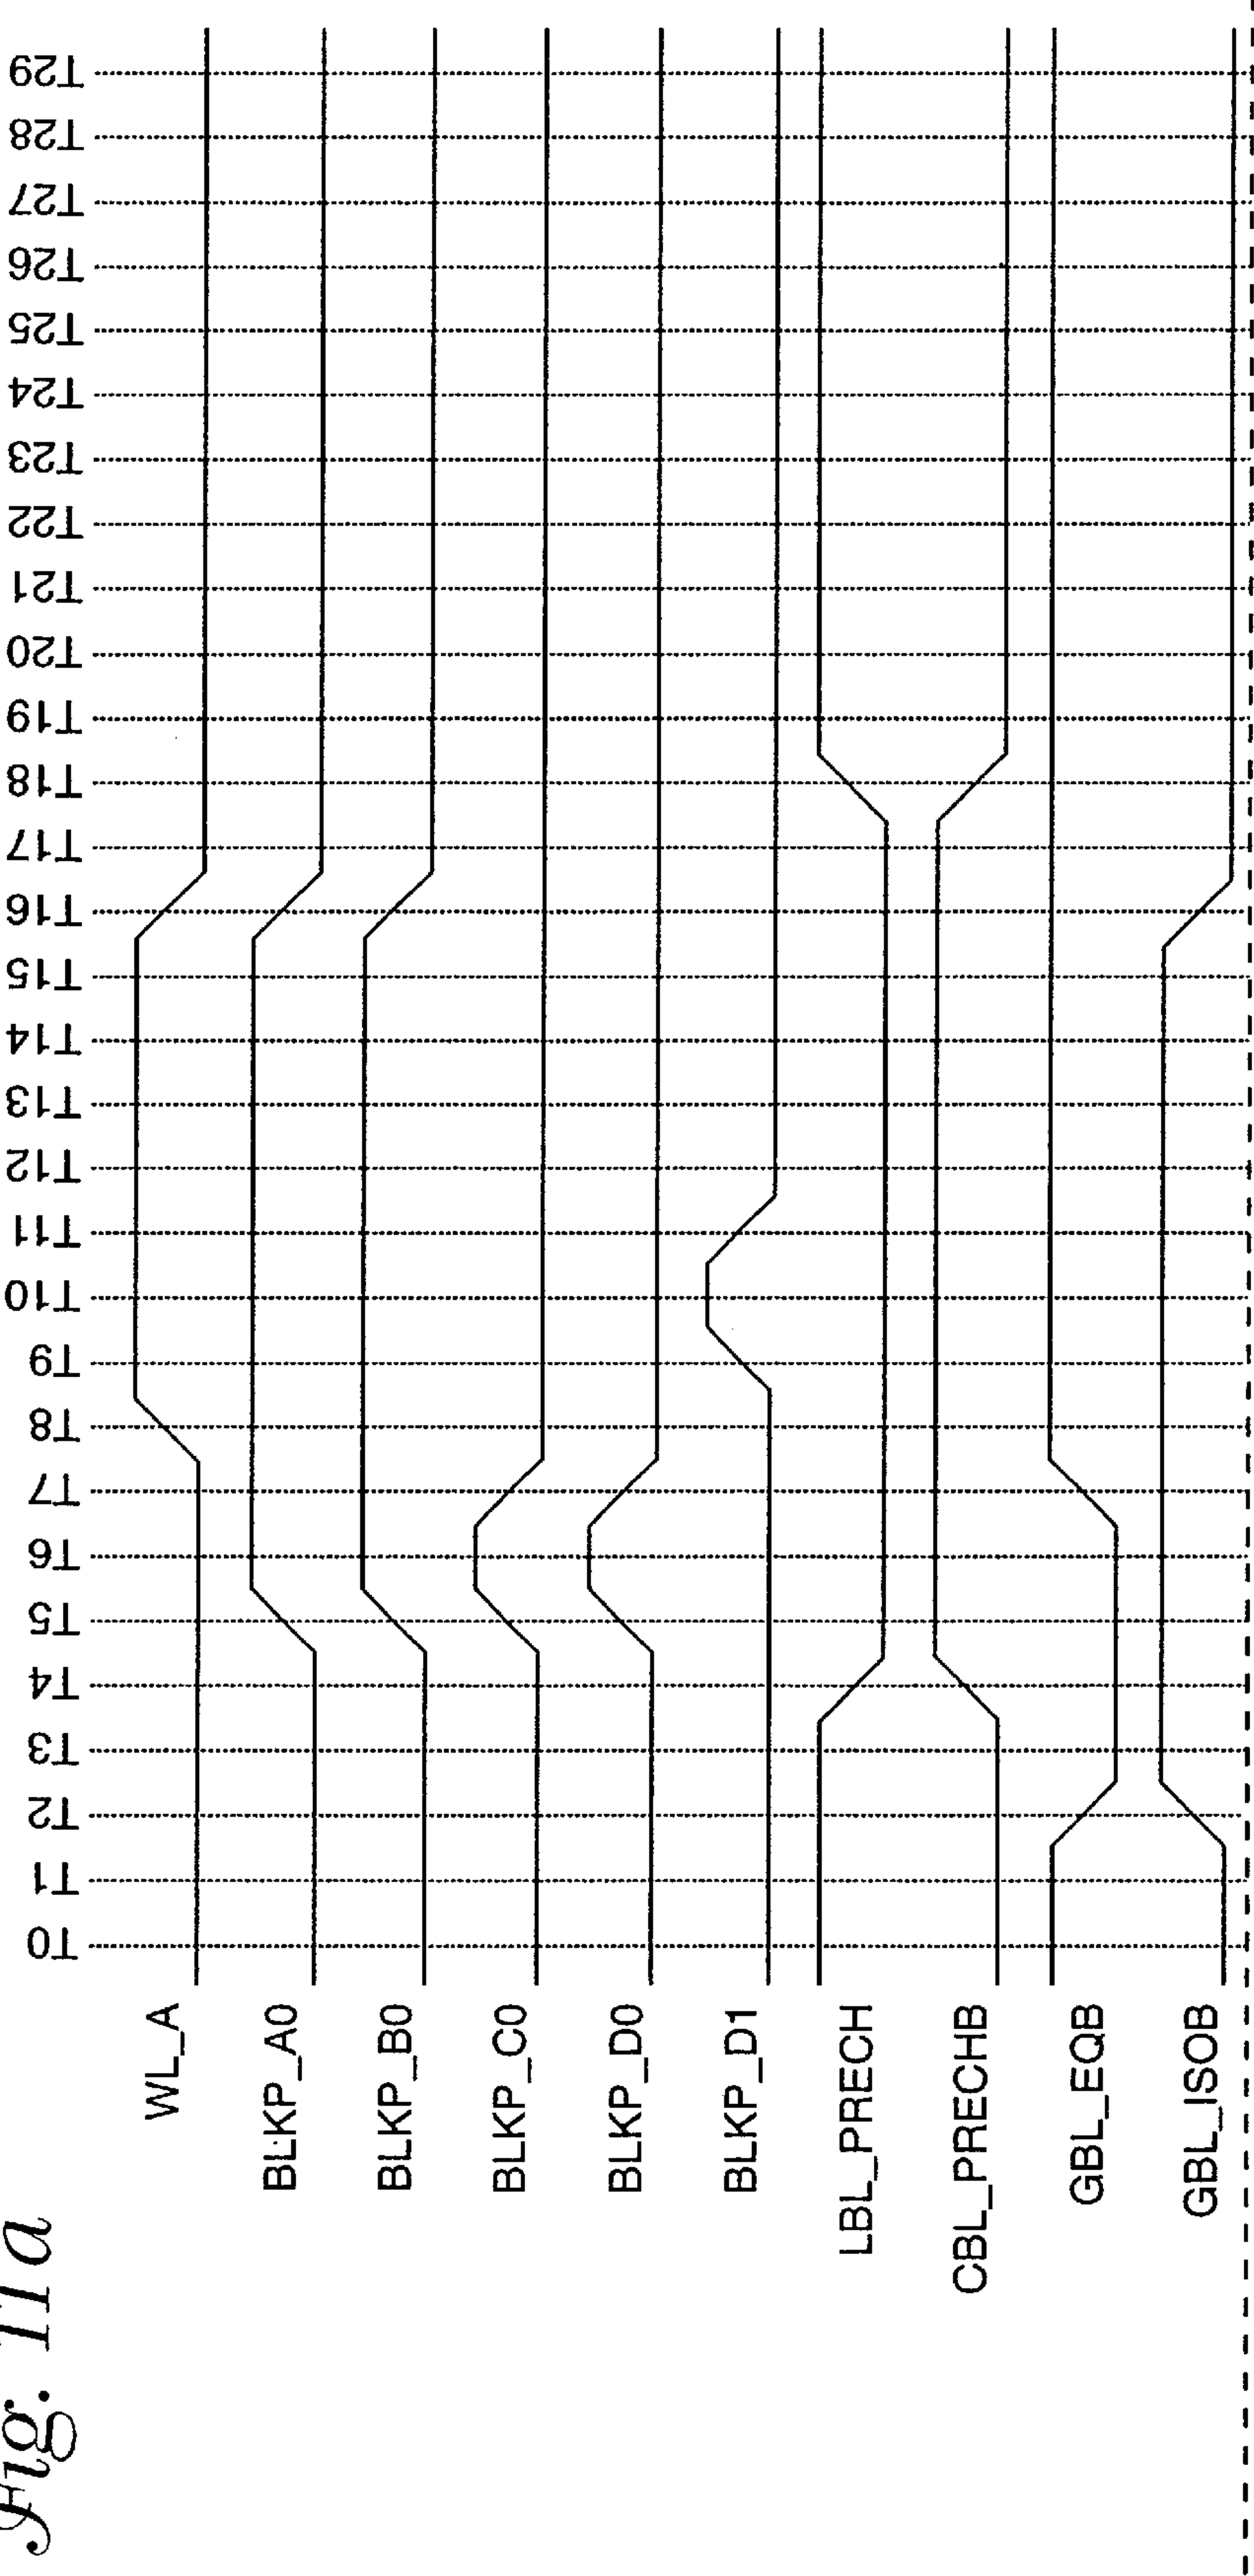 Fig. 11a
T0 T1 T2 T3 T4 T5 T6 T7 T8 T9 T10 T11 T12 T13 T14 T15 T16 T17 T18 T19 T20 T21 T22 T23 T24 T25 T26 T27 T28 T29
WL_A
BLKP_A0
BLKP_B0
BLKP_C0
BLKP_D0
BLKP_D1
LBL_PRECH
CBL_PRECHB
GBL_EQB
GBL_ISOB